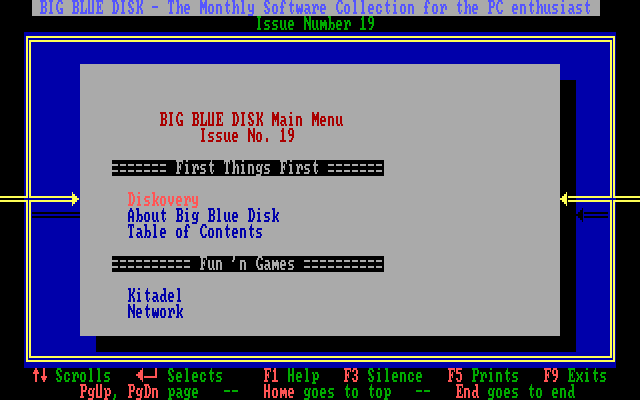 BIG BLUE DISK - The Monthly Software Collection for the PC enthusiast
Issue Number 19
BIG BLUE DISK Main Menu
Issue No. 19
======= First Things First =======
Diskovery
About Big Blue Disk
Table of Contents
========== Fun 'n Games ==========
Kitadel
Network
↑↓ Scrolls ◄─┘ Selects F1 Help F3 Silence F5 Prints F9 Exits
PgUp, PgDn page -- Home goes to top -- End goes to end